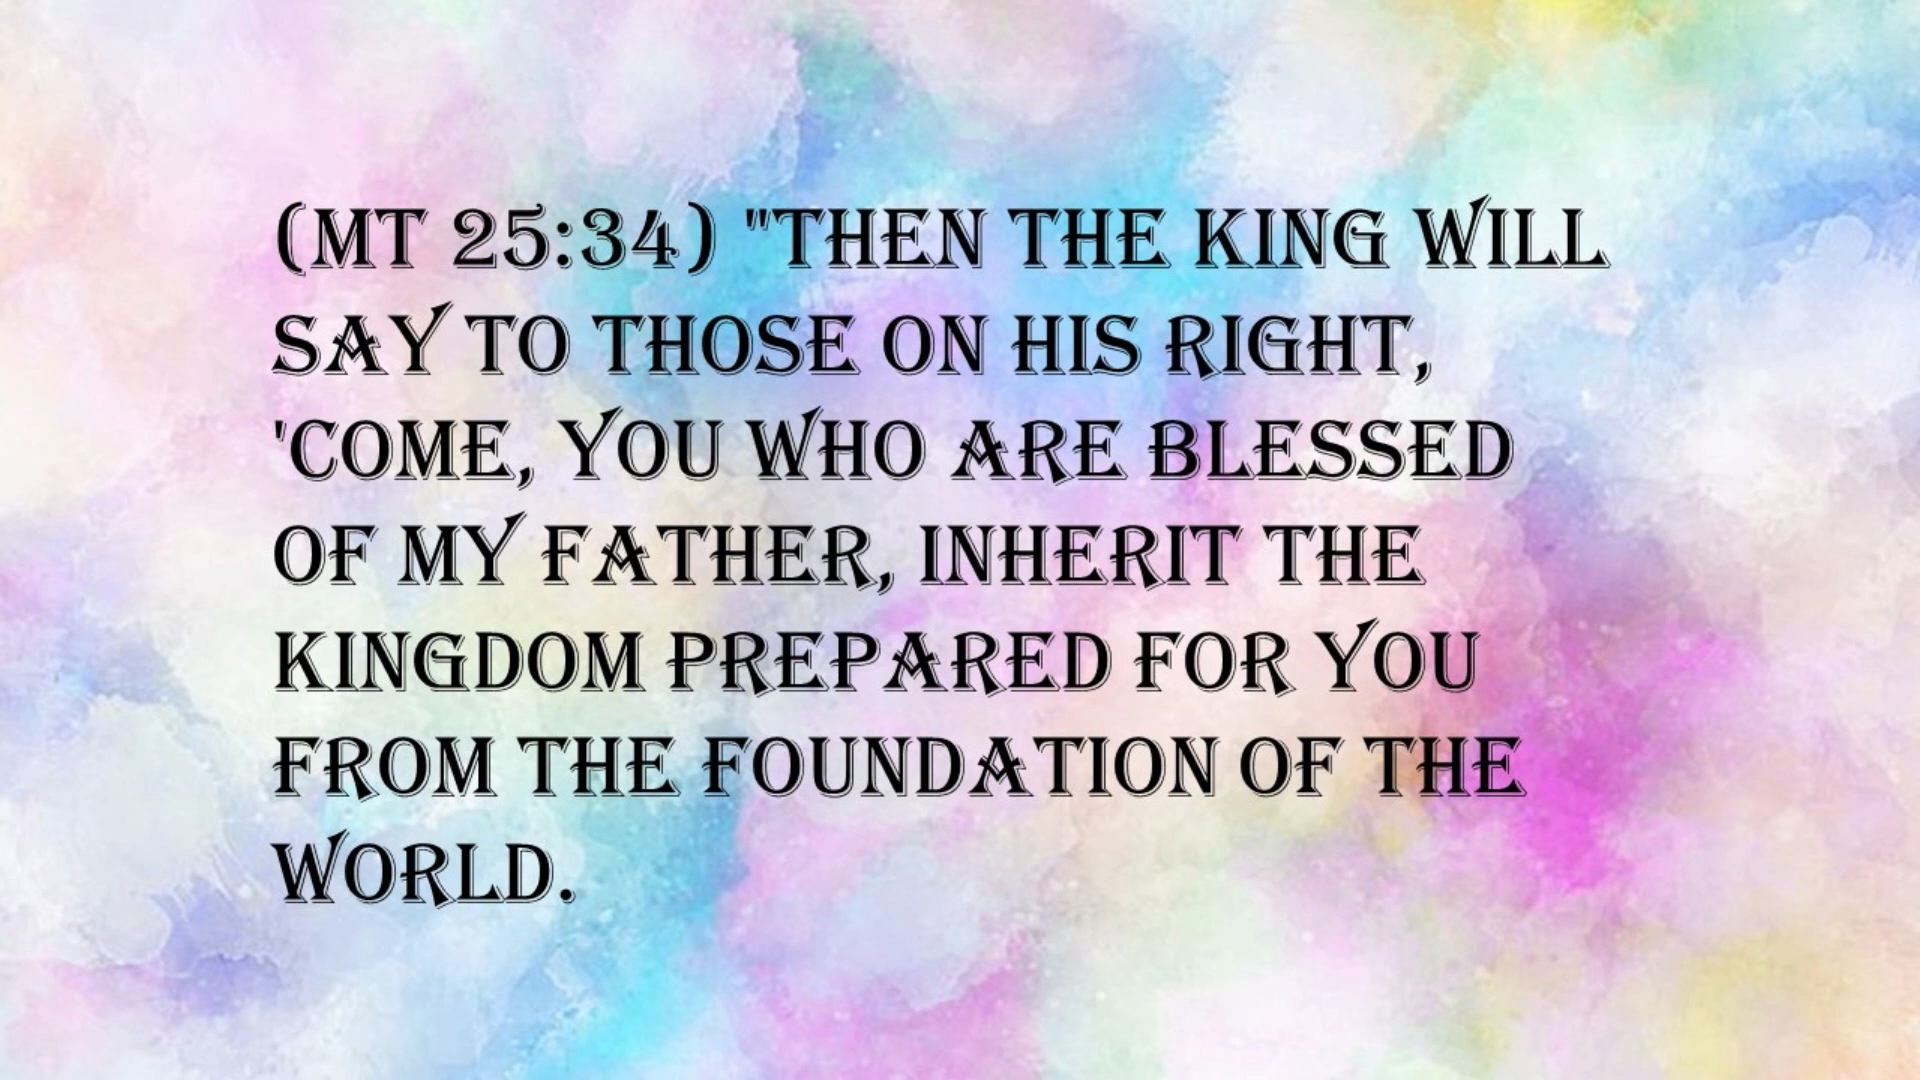 (MT 25:34) "THEN THE KING WILL
SAY TO THOSE ON HIS RIGHT,
'COME, YOU WHO ARE BLESSED
OF MY FATHER, INHERIT THE
KINGDOM PREPARED FOR YOU
FROM THE FOUNDATION OF THE
WORLD.